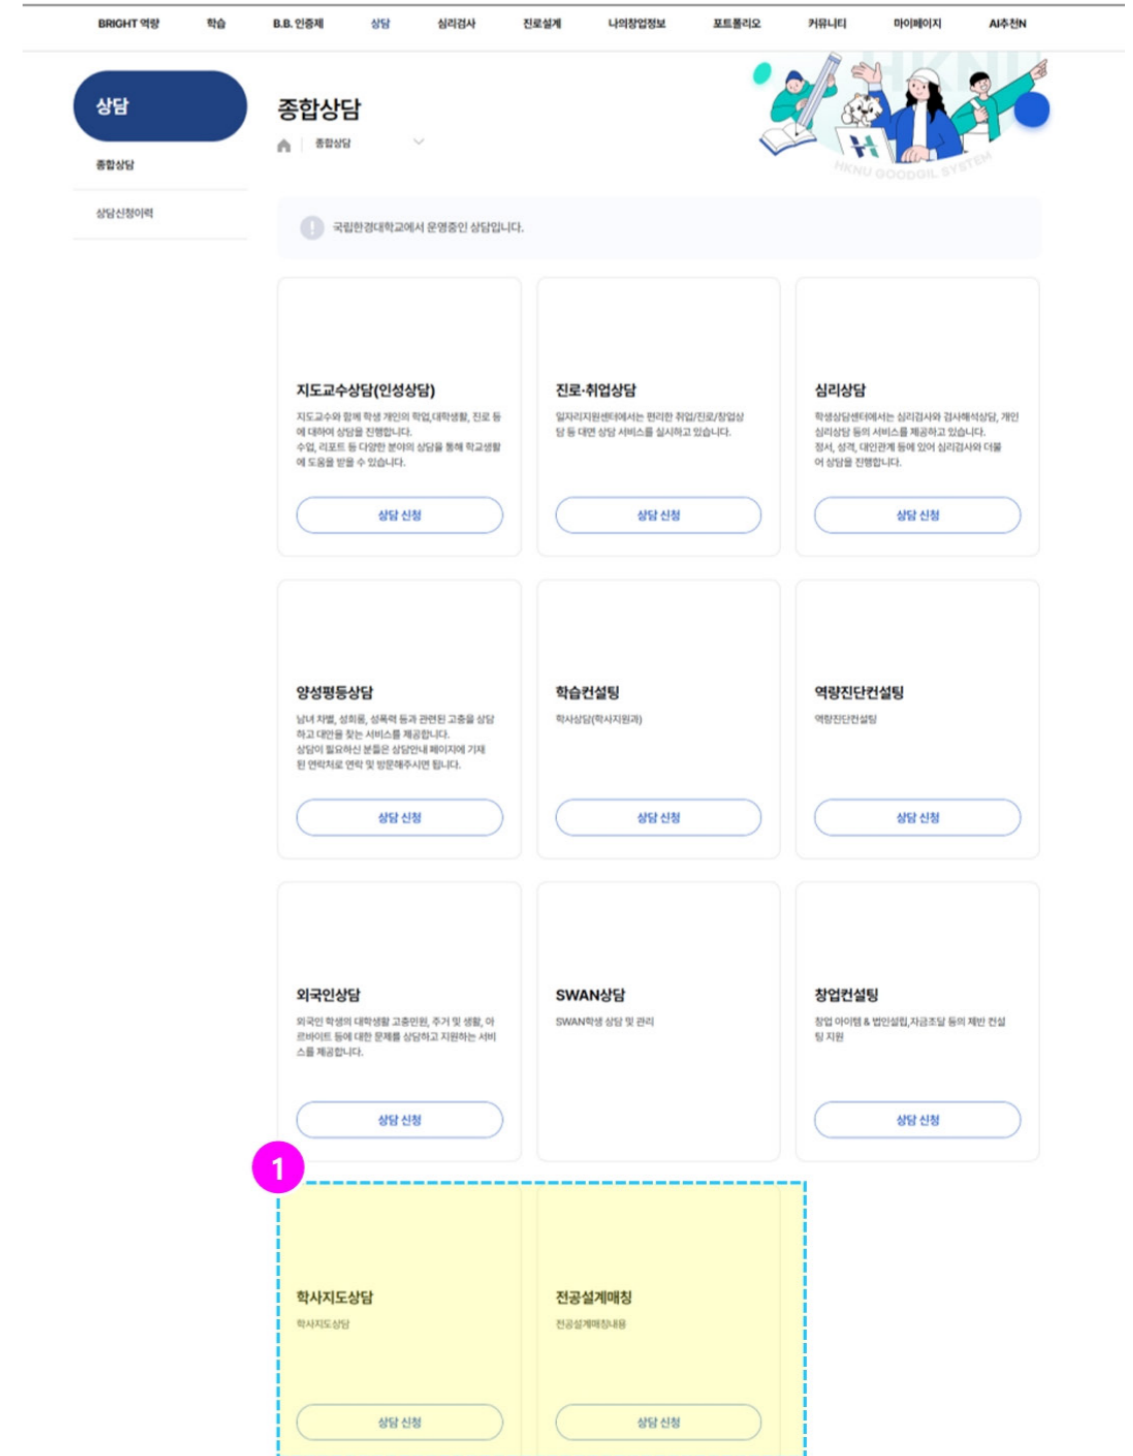 BRIGHT 역량 학습 B.B. 인증제 상담 심리검사 진로설계 나의창업정보 포트폴리오 커뮤니티 마이페이지 AI추천N
상담
종합상담
상담신청이력
종합상담
종합상담
HKNU
HKNU GOODGIL SYSTEM
국립한경대학교에서 운영중인 상담입니다.
지도교수상담(인성상담)
지도교수와 함께 학생 개인의 학업,대학생활, 진로 등
에 대하여 상담을 진행합니다.
수업, 리포트 등 다양한 분야의 상담을 통해 학교생활
에 도움을 받을 수 있습니다.
상담 신청
진로·취업상담
일자리지원센터에서는 편리한 취업/진로/창업상
담 등 대면 상담 서비스를 실시하고 있습니다.
상담 신청
심리상담
학생상담센터에서는 심리검사와 검사해석상담, 개인
심리상담 등의 서비스를 제공하고 있습니다.
정서, 성격, 대인관계 등에 있어 심리검사와 더불
어 상담을 진행합니다.
상담 신청
양성평등상담
남녀 차별, 성희롱, 성폭력 등과 관련된 고충을 상담
하고 대안을 찾는 서비스를 제공합니다.
상담이 필요하신 분들은 상담안내 페이지에 기재
된 연락처로 연락 및 방문해주시면 됩니다.
상담 신청
학습컨설팅
학사상담(학사지원과)
상담 신청
역량진단컨설팅
역량진단컨설팅
상담 신청
외국인상담
외국인 학생의 대학생활 고충민원, 주거 및 생활, 아
르바이트 등에 대한 문제를 상담하고 지원하는 서비
스를 제공합니다.
상담 신청
SWAN상담
SWAN학생 상담 및 관리
창업컨설팅
창업 아이템 & 법인설립,자금조달 등의 제반 컨설
팅 지원
상담 신청
1
학사지도상담
학사지도상담
상담 신청
전공설계매칭
전공설계매칭내용
상담 신청